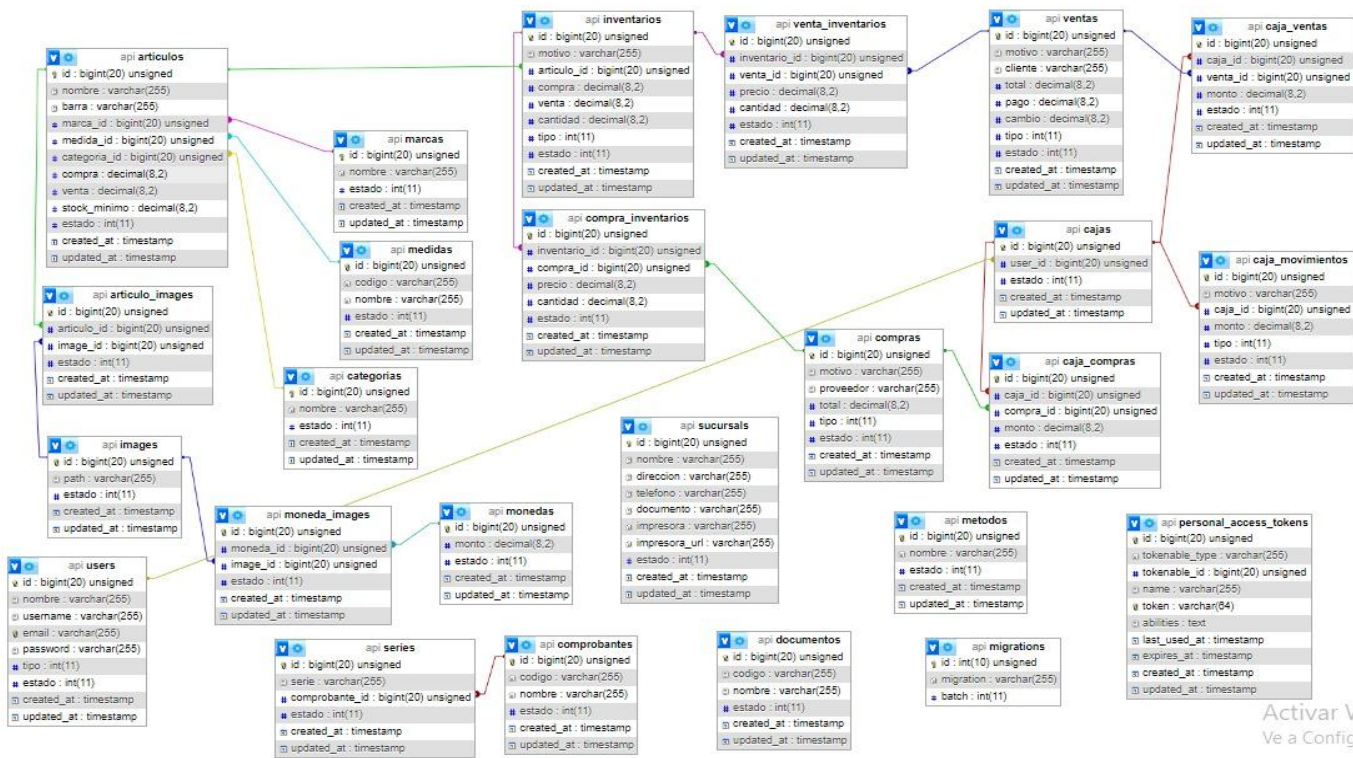 api articulos
id : bigint(20) unsigned
nombre : varchar(255)
barra : varchar(255)
marca_id : bigint(20) unsigned
medida_id : bigint(20) unsigned
categoria_id : bigint(20) unsigned
compra : decimal(8,2)
venta : decimal(8,2)
stock_minimo : decimal(8,2)
estado : int(11)
created_at : timestamp
updated_at : timestamp
api inventarios
id : bigint(20) unsigned
motivo : varchar(255)
articulo_id : bigint(20) unsigned
compra : decimal(8,2)
venta : decimal(8,2)
cantidad : decimal(8,2)
tipo : int(11)
estado : int(11)
created_at : timestamp
updated_at : timestamp
api venta_inventarios
id : bigint(20) unsigned
inventario_id : bigint(20) unsigned
venta_id : bigint(20) unsigned
precio : decimal(8,2)
cantidad : decimal(8,2)
estado : int(11)
created_at : timestamp
updated_at : timestamp
api ventas
id : bigint(20) unsigned
motivo : varchar(255)
cliente : varchar(255)
total : decimal(8,2)
pago : decimal(8,2)
cambio : decimal(8,2)
tipo : int(11)
estado : int(11)
created_at : timestamp
updated_at : timestamp
api caja_ventas
id : bigint(20) unsigned
caja_id : bigint(20) unsigned
venta_id : bigint(20) unsigned
monto : decimal(8,2)
estado : int(11)
created_at : timestamp
updated_at : timestamp
api marcas
id : bigint(20) unsigned
nombre : varchar(255)
estado : int(11)
created_at : timestamp
updated_at : timestamp
api medidas
id : bigint(20) unsigned
codigo : varchar(255)
nombre : varchar(255)
estado : int(11)
created_at : timestamp
updated_at : timestamp
api compra_inventarios
id : bigint(20) unsigned
inventario_id : bigint(20) unsigned
compra_id : bigint(20) unsigned
precio : decimal(8,2)
cantidad : decimal(8,2)
estado : int(11)
created_at : timestamp
updated_at : timestamp
api cajas
id : bigint(20) unsigned
user_id : bigint(20) unsigned
estado : int(11)
created_at : timestamp
updated_at : timestamp
api caja_movimientos
id : bigint(20) unsigned
motivo : varchar(255)
caja_id : bigint(20) unsigned
monto : decimal(8,2)
tipo : int(11)
estado : int(11)
created_at : timestamp
updated_at : timestamp
api articulo_images
id : bigint(20) unsigned
articulo_id : bigint(20) unsigned
image_id : bigint(20) unsigned
estado : int(11)
created_at : timestamp
updated_at : timestamp
api categorias
id : bigint(20) unsigned
nombre : varchar(255)
estado : int(11)
created_at : timestamp
updated_at : timestamp
api compras
id : bigint(20) unsigned
motivo : varchar(255)
proveedor : varchar(255)
total : decimal(8,2)
tipo : int(11)
estado : int(11)
created_at : timestamp
updated_at : timestamp
api caja_compras
id : bigint(20) unsigned
caja_id : bigint(20) unsigned
compra_id : bigint(20) unsigned
monto : decimal(8,2)
estado : int(11)
created_at : timestamp
updated_at : timestamp
api images
id : bigint(20) unsigned
path : varchar(255)
estado : int(11)
created_at : timestamp
updated_at : timestamp
api sucursals
id : bigint(20) unsigned
nombre : varchar(255)
direccion : varchar(255)
telefono : varchar(255)
documento : varchar(255)
impresora : varchar(255)
impresora_url : varchar(255)
estado : int(11)
created_at : timestamp
updated_at : timestamp
api moneda_images
id : bigint(20) unsigned
moneda_id : bigint(20) unsigned
image_id : bigint(20) unsigned
estado : int(11)
created_at : timestamp
updated_at : timestamp
api monedas
id : bigint(20) unsigned
monto : decimal(8,2)
estado : int(11)
created_at : timestamp
updated_at : timestamp
api metodos
id : bigint(20) unsigned
nombre : varchar(255)
estado : int(11)
created_at : timestamp
updated_at : timestamp
api personal_access_tokens
id : bigint(20) unsigned
tokenable_type : varchar(255)
tokenable_id : bigint(20) unsigned
name : varchar(255)
token : varchar(64)
abilities : text
last_used_at : timestamp
expires_at : timestamp
created_at : timestamp
updated_at : timestamp
api users
id : bigint(20) unsigned
nombre : varchar(255)
username : varchar(255)
email : varchar(255)
password : varchar(255)
tipo : int(11)
estado : int(11)
created_at : timestamp
updated_at : timestamp
api series
id : bigint(20) unsigned
serie : varchar(255)
comprobante_id : bigint(20) unsigned
estado : int(11)
created_at : timestamp
updated_at : timestamp
api comprobantes
id : bigint(20) unsigned
codigo : varchar(255)
nombre : varchar(255)
estado : int(11)
created_at : timestamp
updated_at : timestamp
api documentos
id : bigint(20) unsigned
codigo : varchar(255)
nombre : varchar(255)
estado : int(11)
created_at : timestamp
updated_at : timestamp
api migrations
id : int(10) unsigned
migration : varchar(255)
batch : int(11)
Activar
Ve a Config